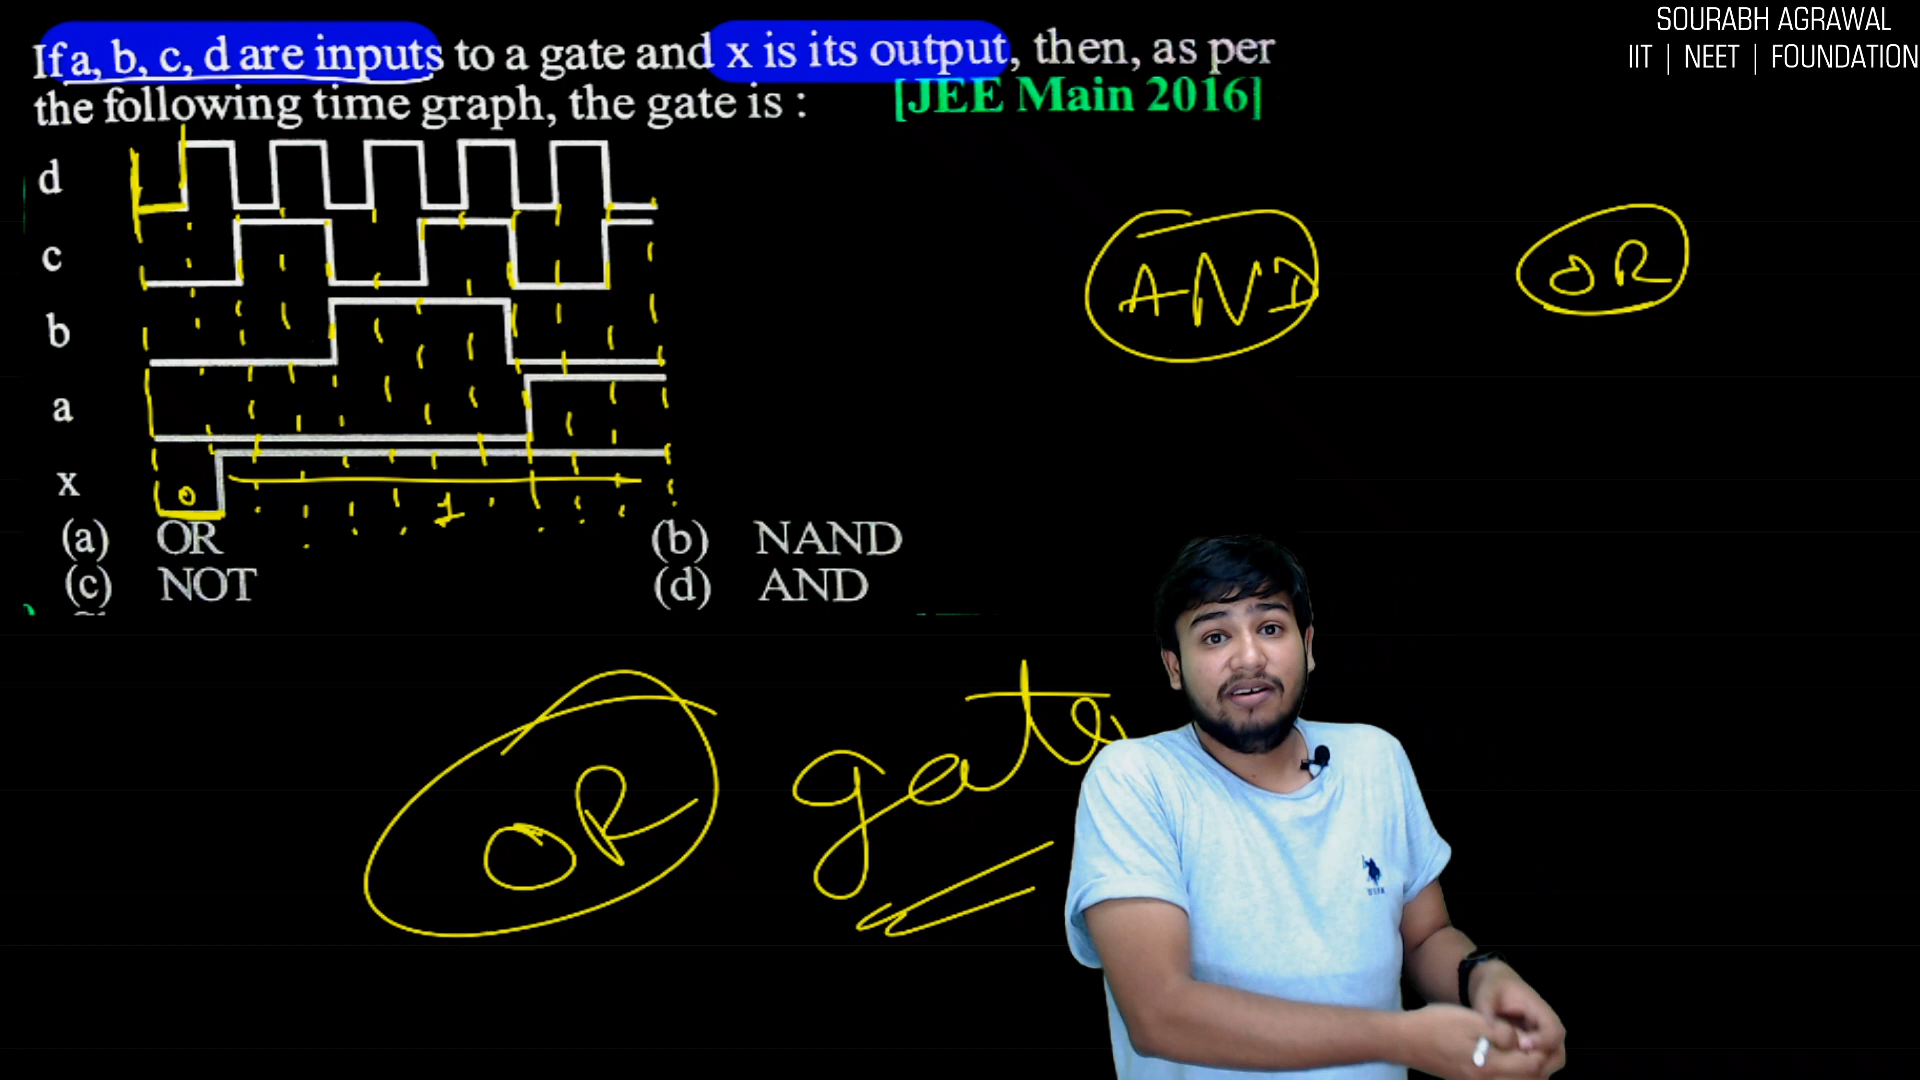 SOURABH AGRAWAL
IIT | NEET | FOUNDATION
If a, b, c, d are inputs to a gate and x is its output, then, as per
the following time graph, the gate is : [JEE Main 2016]
d
c
b
a
x
0
1
(a) OR (b) NAND
(c) NOT (d) AND
AND OR
OR gate